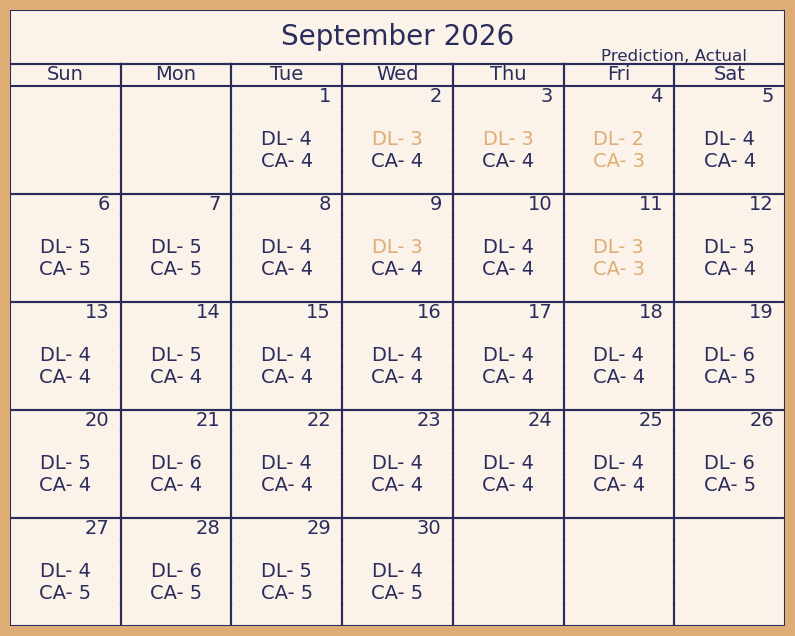 September 2026
Prediction, Actual
Sun Mon Tue Wed Thu Fri Sat
1 2 3 4 5
DL- 4 DL- 3 DL- 3 DL- 2 DL- 4
CA- 4 CA- 4 CA- 4 CA- 3 CA- 4
6 7 8 9 10 11 12
DL- 5 DL- 5 DL- 4 DL- 3 DL- 4 DL- 3 DL- 5
CA- 5 CA- 5 CA- 4 CA- 4 CA- 4 CA- 3 CA- 4
13 14 15 16 17 18 19
DL- 4 DL- 5 DL- 4 DL- 4 DL- 4 DL- 4 DL- 6
CA- 4 CA- 4 CA- 4 CA- 4 CA- 4 CA- 4 CA- 5
20 21 22 23 24 25 26
DL- 5 DL- 6 DL- 4 DL- 4 DL- 4 DL- 4 DL- 6
CA- 4 CA- 4 CA- 4 CA- 4 CA- 4 CA- 4 CA- 5
27 28 29 30
DL- 4 DL- 6 DL- 5 DL- 4
CA- 5 CA- 5 CA- 5 CA- 5